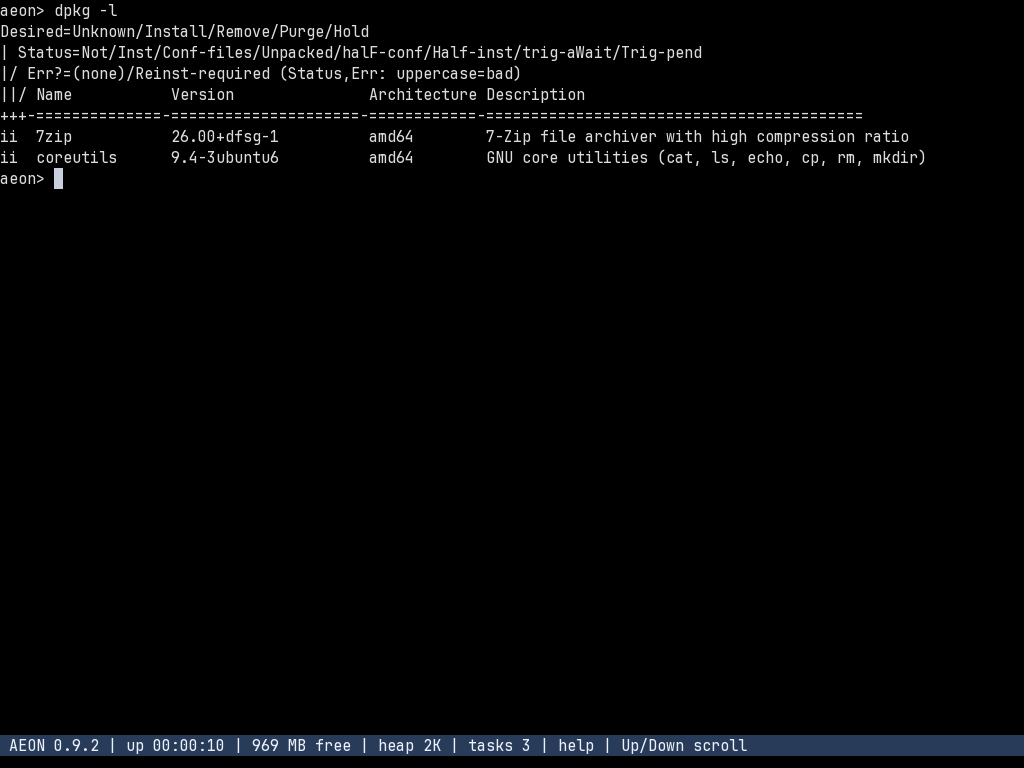 aeon> dpkg -l
Desired=Unknown/Install/Remove/Purge/Hold
| Status=Not/Inst/Conf-files/Unpacked/halF-conf/Half-inst/trig-aWait/Trig-pend
|/ Err?=(none)/Reinst-required (Status,Err: uppercase=bad)
||/ Name           Version               Architecture Description
+++-==============-=====================-============-==========================================
ii  7zip           26.00+dfsg-1          amd64        7-Zip file archiver with high compression ratio
ii  coreutils      9.4-3ubuntu6          amd64        GNU core utilities (cat, ls, echo, cp, rm, mkdir)
aeon>
AEON 0.9.2 | up 00:00:10 | 969 MB free | heap 2K | tasks 3 | help | Up/Down scroll